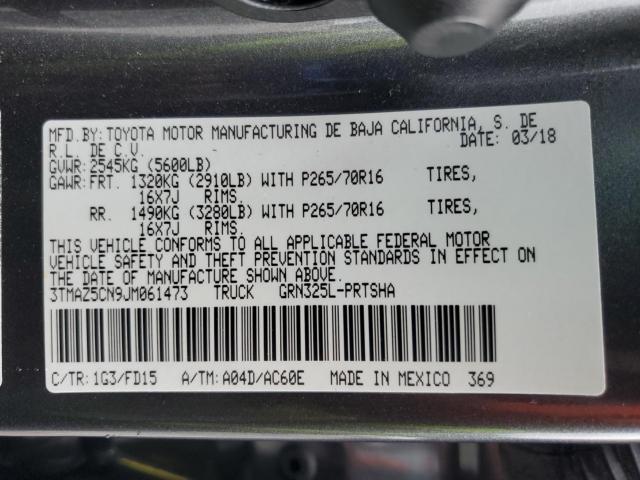 MFD.BY:TOYOTA MOTOR MANUFACTURING DE BAJA CALIFORNIA, S. DE
R.L. DE C.V. DATE: 03/18
GVWR: 2545KG (5600LB)
GAWR:FRT. 1320KG (2910LB) WITH P265/70R16 TIRES,
16X7J RIMS.
RR. 1490KG (3280LB) WITH P265/70R16 TIRES,
16X7J RIMS.
THIS VEHICLE CONFORMS TO ALL APPLICABLE FEDERAL MOTOR
VEHICLE SAFETY AND THEFT PREVENTION STANDARDS IN EFFECT ON
THE DATE OF MANUFACTURE SHOWN ABOVE.
3TMAZ5CN9JM061473 TRUCK GRN325L-PRTSHA
C/TR:1G3/FD15 A/TM:A04D/AC60E MADE IN MEXICO 369